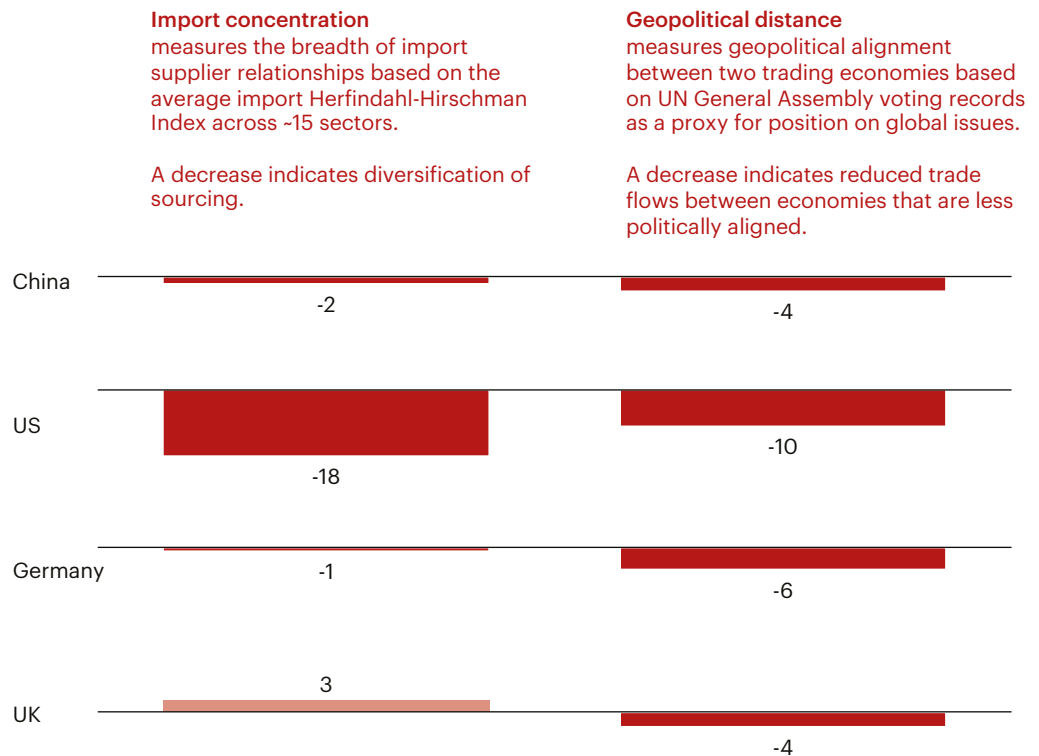 Import concentration
measures the breadth of import
supplier relationships based on the
average import Herfindahl-Hirschman
Index across ~15 sectors.
A decrease indicates diversification of
sourcing.
Geopolitical distance
measures geopolitical alignment
between two trading economies based
on UN General Assembly voting records
as a proxy for position on global issues.
A decrease indicates reduced trade
flows between economies that are less
politically aligned.
China
-2
-4
US
-18
-10
Germany
-1
-6
UK
3
-4